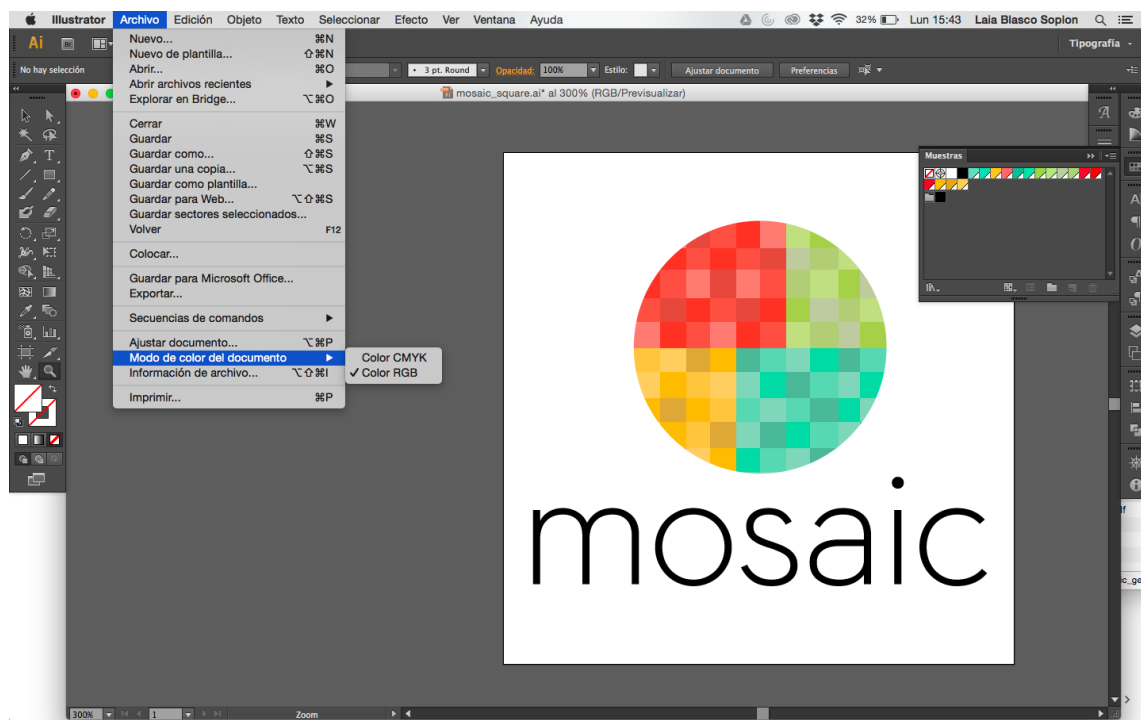 Illustrator Archivo Edición Objeto Texto Seleccionar Efecto Ver Ventana Ayuda 32% Lun 15:43 Laia Blasco Soplon
Ai Br Tipografía
No hay selección 3 pt. Round Opacidad: 100% Estilo: Ajustar documento Preferencias
mosaic_square.ai* al 300% (RGB/Previsualizar)
Nuevo... ⌘N
Nuevo de plantilla... ⇧⌘N
Abrir... ⌘O
Abrir archivos recientes
Explorar en Bridge... ⌥⌘O
Cerrar ⌘W
Guardar ⌘S
Guardar como... ⇧⌘S
Guardar una copia... ⌥⌘S
Guardar como plantilla...
Guardar para Web... ⌥⇧⌘S
Guardar sectores seleccionados...
Volver F12
Colocar...
Guardar para Microsoft Office...
Exportar...
Secuencias de comandos
Ajustar documento... ⌥⌘P
Modo de color del documento
Color CMYK
✓ Color RGB
Información de archivo... ⌥⇧⌘I
Imprimir... ⌘P
Muestras
mosaic
300% 1 Zoom